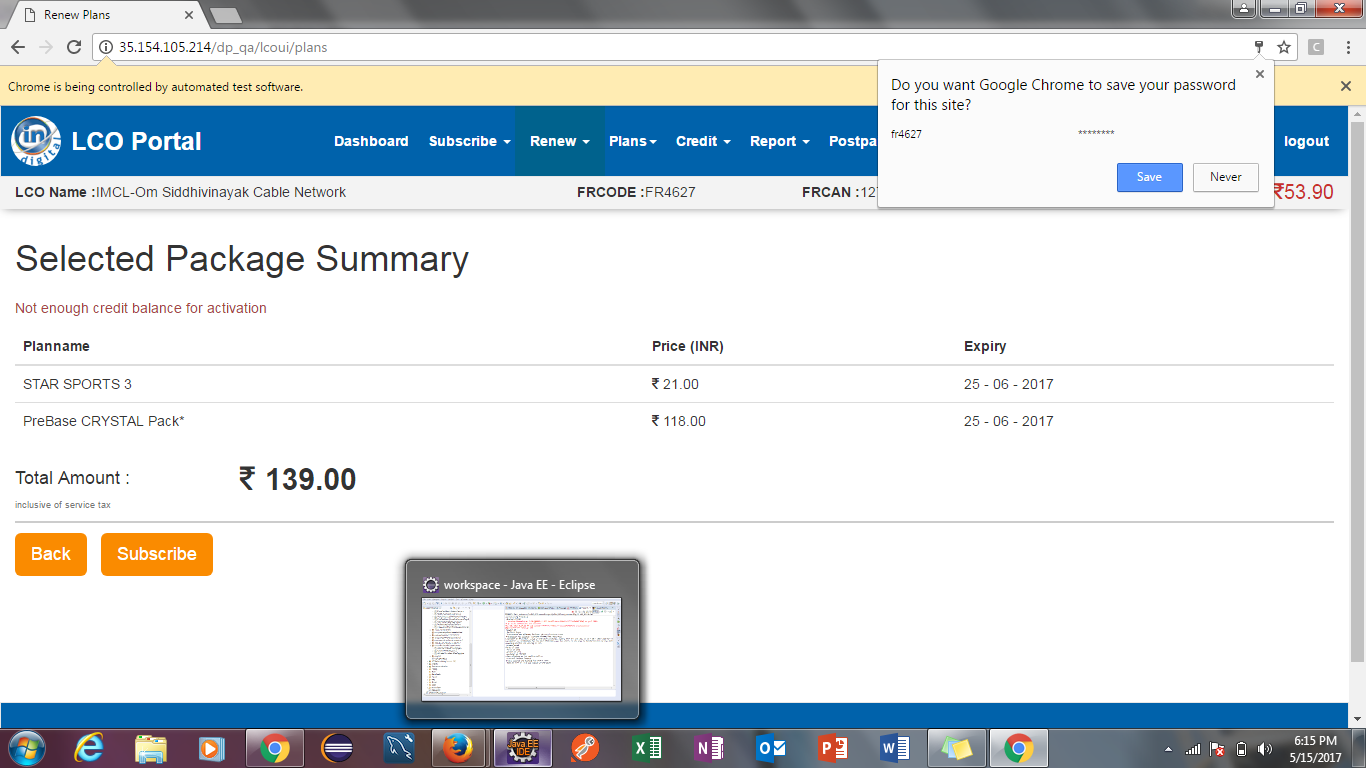 Renew Plans
35.154.105.214/dp_qa/lcoui/plans
Chrome is being controlled by automated test software.
Do you want Google Chrome to save your password
for this site?
fr4627 ********
Save Never
in digital LCO Portal Dashboard Subscribe Renew Plans Credit Report Postpa logout
LCO Name :IMCL-Om Siddhivinayak Cable Network FRCODE :FR4627 FRCAN :12 ₹53.90
Selected Package Summary
Not enough credit balance for activation
Planname Price (INR) Expiry
STAR SPORTS 3 ₹ 21.00 25 - 06 - 2017
PreBase CRYSTAL Pack* ₹ 118.00 25 - 06 - 2017
Total Amount : ₹ 139.00
inclusive of service tax
Back Subscribe
workspace - Java EE - Eclipse
Java EE
IDE
6:15 PM
5/15/2017